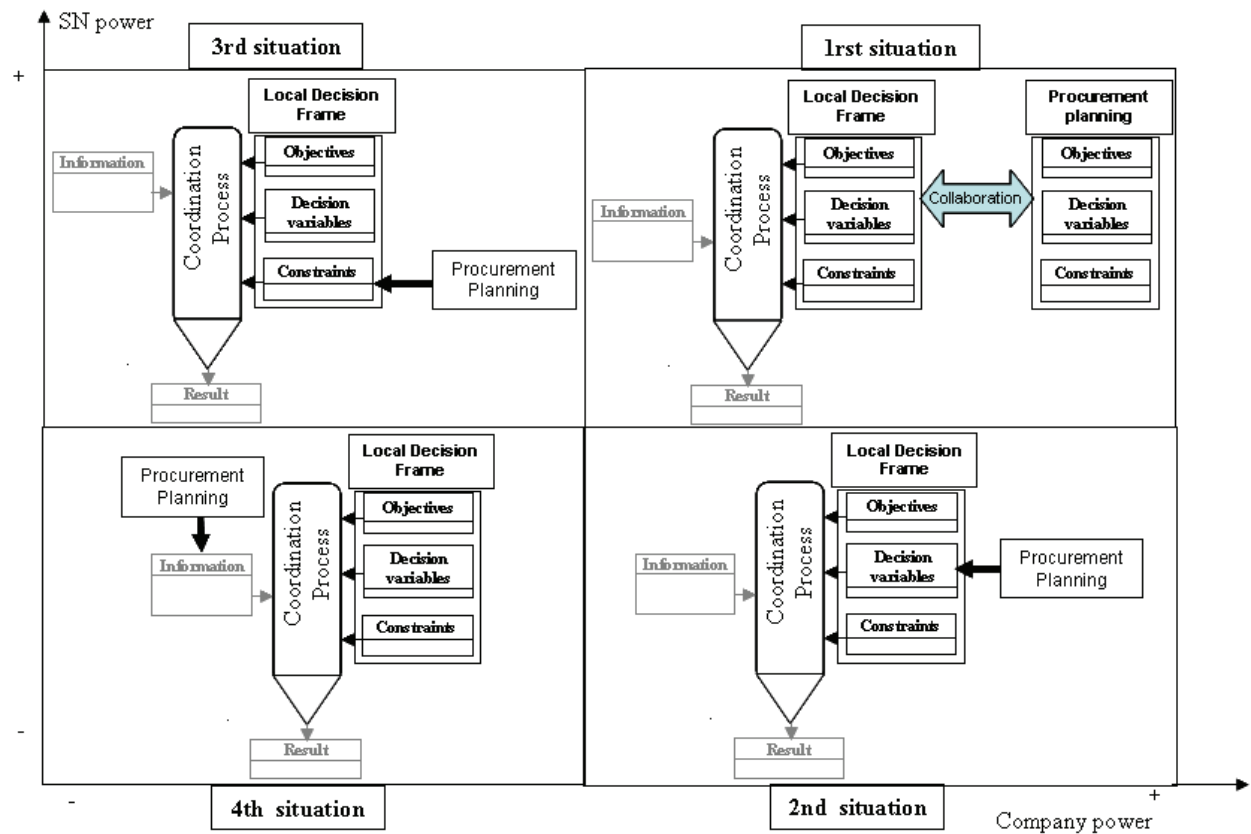 SN power
3rd situation
1rst situation
+
Local Decision
Frame
Objectives
Decision
variables
Constraints
Information
Coordination
Process
Procurement
Planning
Result
Local Decision
Frame
Objectives
Decision
variables
Constraints
Information
Coordination
Process
Collaboration
Procurement
planning
Objectives
Decision
variables
Constraints
Result
Procurement
Planning
Information
Coordination
Process
Local Decision
Frame
Objectives
Decision
variables
Constraints
Result
Local Decision
Frame
Objectives
Decision
variables
Constraints
Information
Coordination
Process
Procurement
Planning
Result
-
-
4th situation
2nd situation
+
Company power